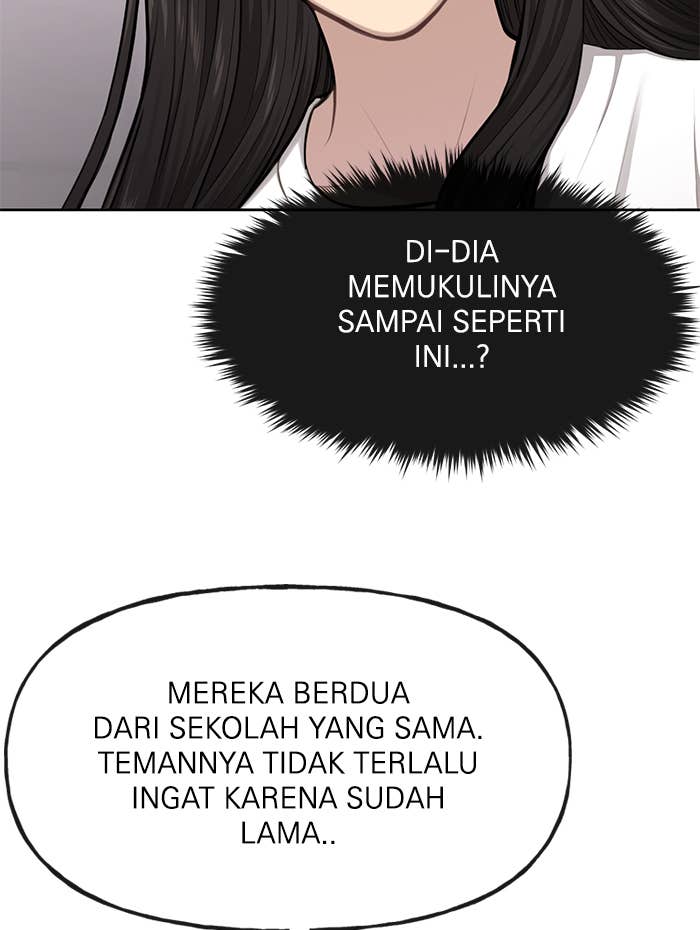 DI-DIA
MEMUKULINYA
SAMPAI SEPERTI
INI...?
MEREKA BERDUA
DARI SEKOLAH YANG SAMA.
TEMANNYA TIDAK TERLALU
INGAT KARENA SUDAH
LAMA..